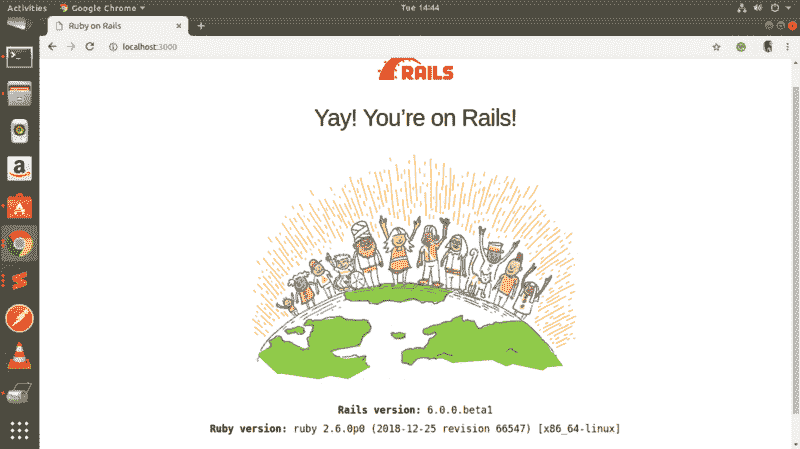 Activities Google Chrome Tue 14:44
Ruby on Rails
localhost:3000
RAILS
Yay! You’re on Rails!
Rails version: 6.0.0.beta1
Ruby version: ruby 2.6.0p0 (2018-12-25 revision 66547) [x86_64-linux]